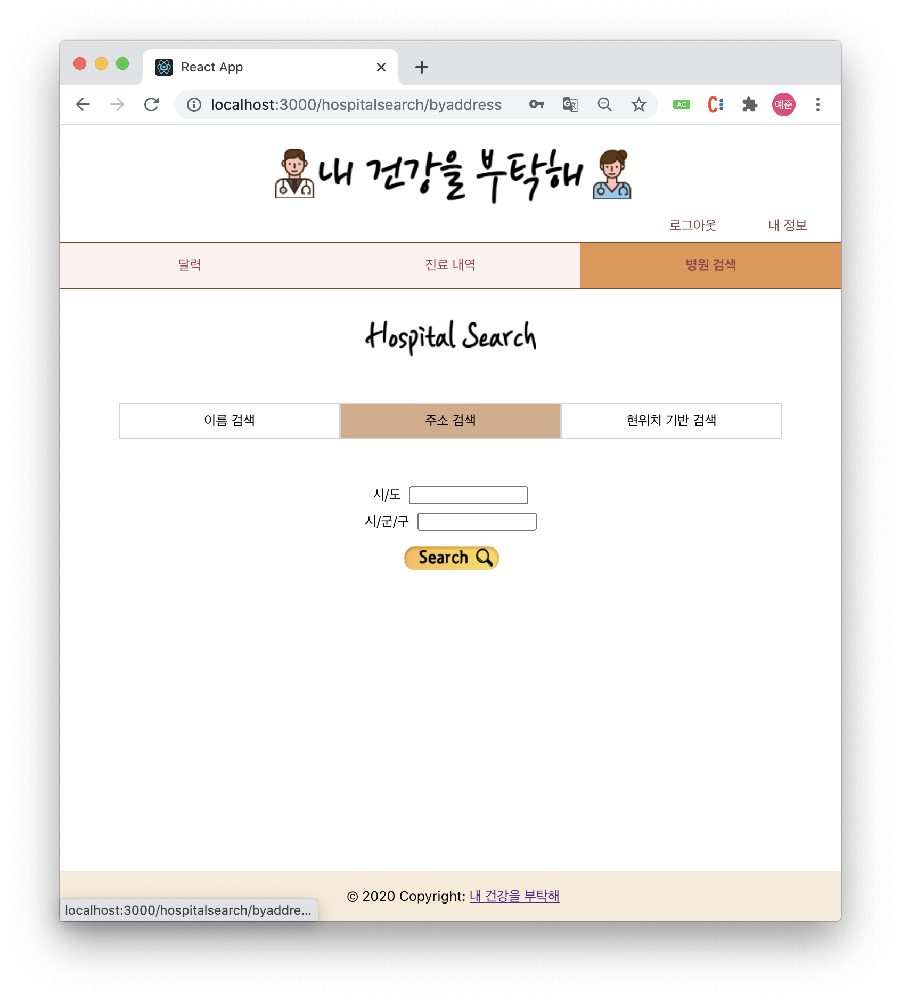 React App
localhost:3000/hospitalsearch/byaddress
AC
예준
내 건강을 부탁해
로그아웃 내 정보
달력 진료 내역 병원 검색
Hospital Search
이름 검색 주소 검색 현위치 기반 검색
시/도
시/군/구
Search
© 2020 Copyright: 내 건강을 부탁해
localhost:3000/hospitalsearch/byaddre...